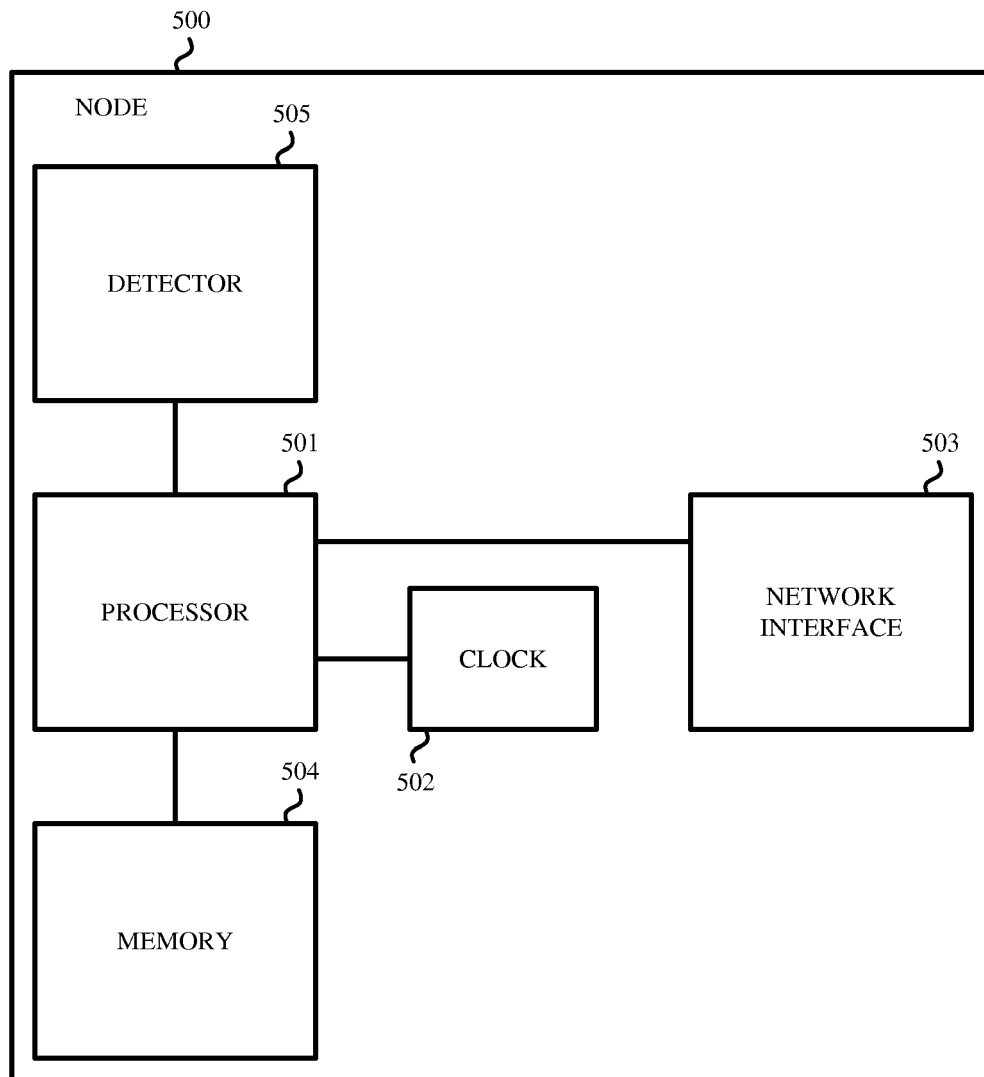 500
NODE
505
DETECTOR
501
503
PROCESSOR
NETWORK
INTERFACE
CLOCK
502
504
MEMORY